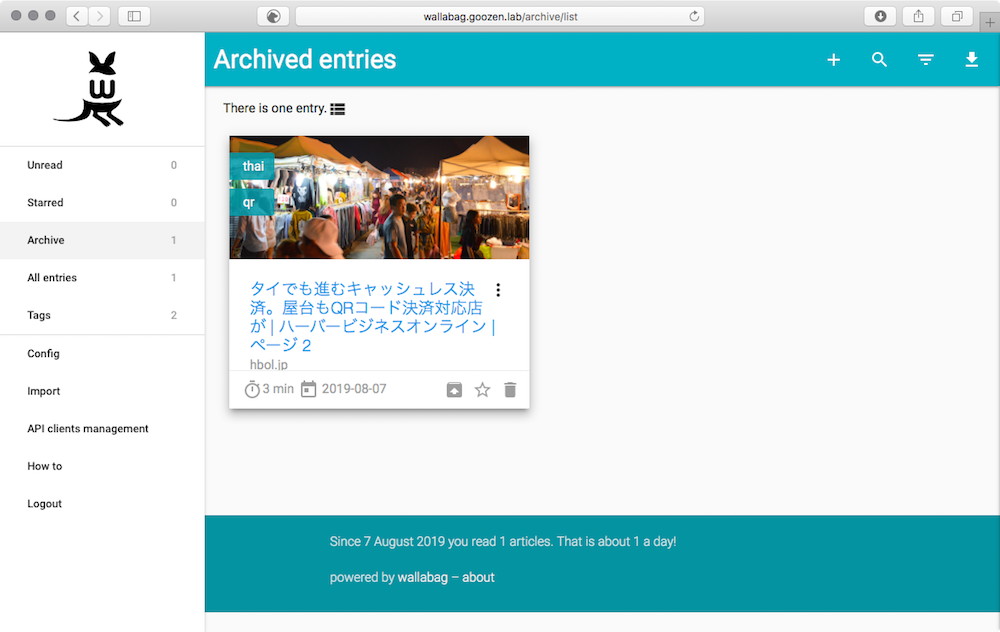 wallabag.goozen.lab/archive/list
W
Archived entries
Unread 0
Starred 0
Archive 1
All entries 1
Tags 2
Config
Import
API clients management
How to
Logout
There is one entry.
thai
qr
タイでも進むキャッシュレス決
済。屋台もQRコード決済対応店
が | ハーバービジネスオンライン |
ページ 2
hbol.jp
3 min 2019-08-07
Since 7 August 2019 you read 1 articles. That is about 1 a day!
powered by wallabag – about